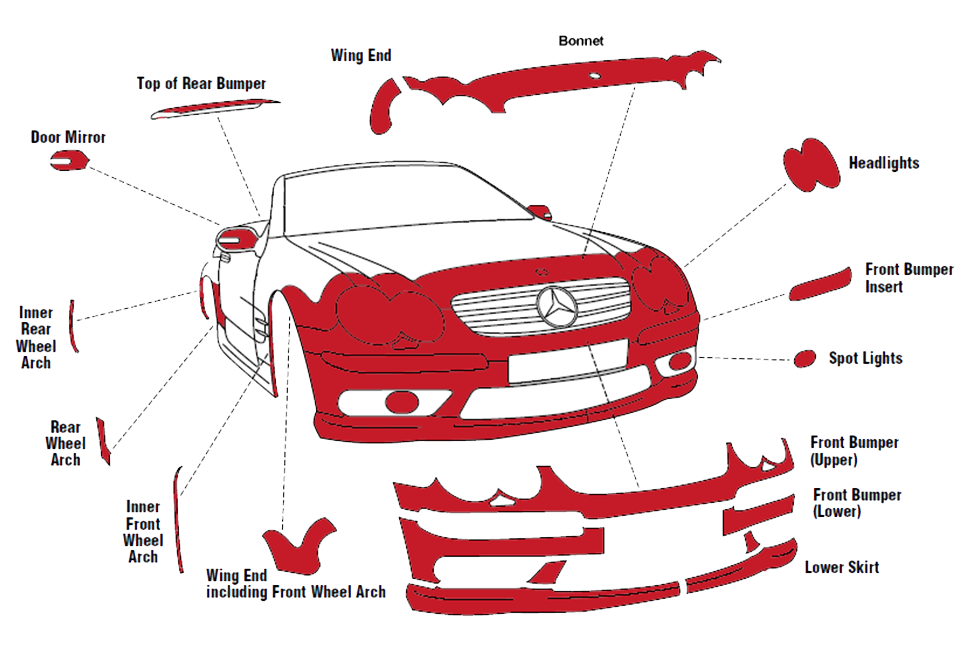 Bonnet
Wing End
Top of Rear Bumper
Door Mirror
Headlights
Front Bumper
Insert
Inner
Rear
Wheel
Arch
Spot Lights
Rear
Wheel
Arch
Front Bumper
(Upper)
Front Bumper
(Lower)
Inner
Front
Wheel
Arch
Wing End
including Front Wheel Arch
Lower Skirt